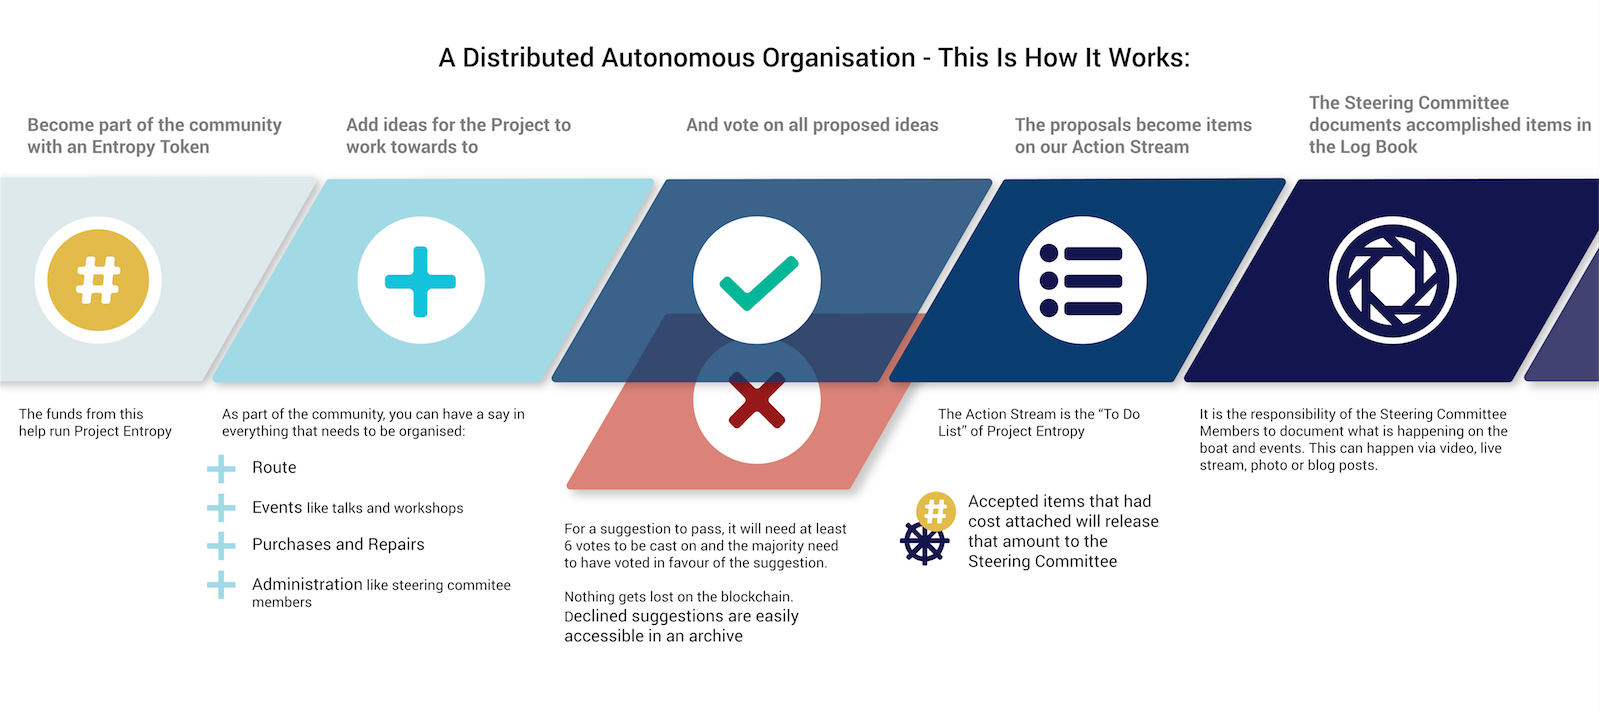 A Distributed Autonomous Organisation - This Is How It Works:
Become part of the community
with an Entropy Token
Add ideas for the Project to
work towards to
And vote on all proposed ideas
The proposals become items
on our Action Stream
The Steering Committee
documents accomplished items in
the Log Book
#
The funds from this
help run Project Entropy
As part of the community, you can have a say in
everything that needs to be organised:
Route
Events like talks and workshops
Purchases and Repairs
Administration like steering commitee
members
For a suggestion to pass, it will need at least
6 votes to be cast on and the majority need
to have voted in favour of the suggestion.
Nothing gets lost on the blockchain.
Declined suggestions are easily
accessible in an archive
The Action Stream is the “To Do
List” of Project Entropy
#
Accepted items that had
cost attached will release
that amount to the
Steering Committee
It is the responsibility of the Steering Committee
Members to document what is happening on the
boat and events. This can happen via video, live
stream, photo or blog posts.